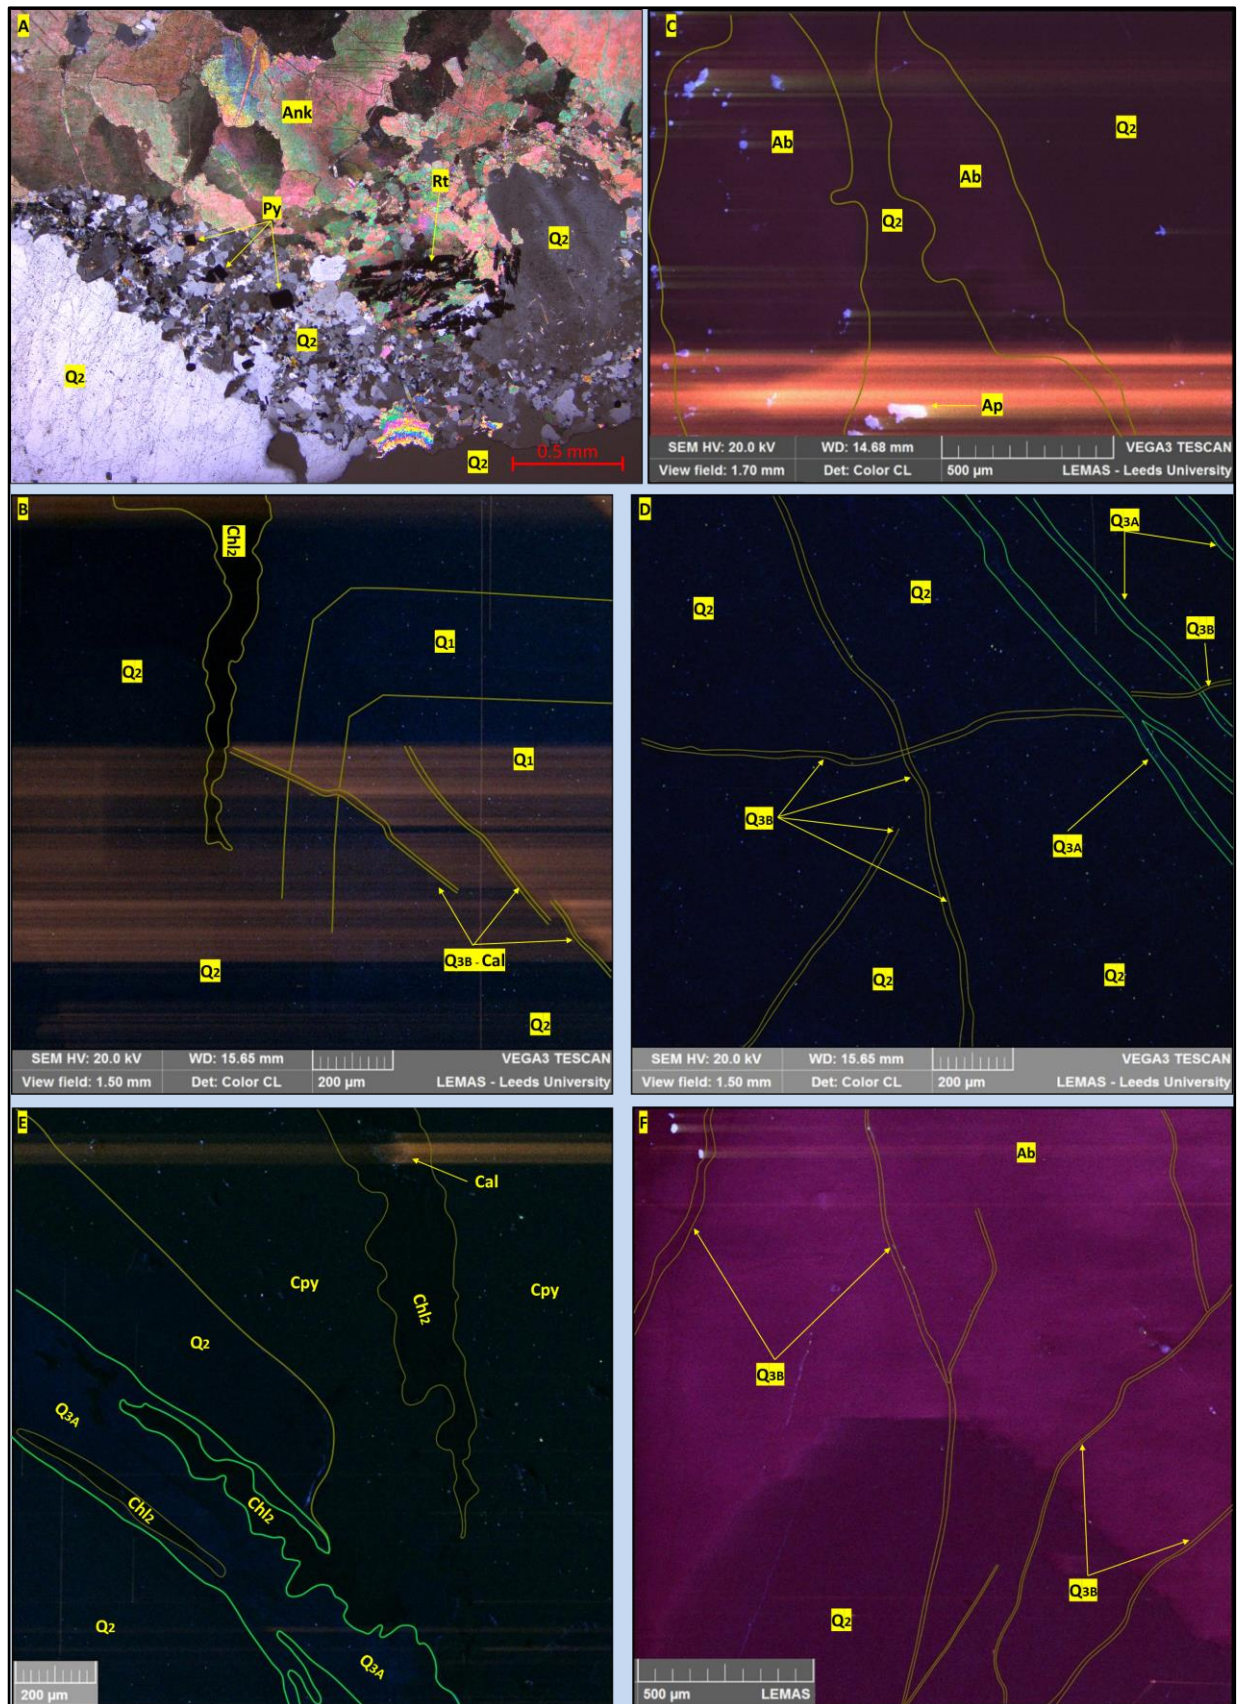 A
Ank
Py
Rt
Q2
Q2
Q2
Q2
0.5 mm
C
Ab
Q2
Ab
Q2
Ap
SEM HV: 20.0 kV
WD: 14.68 mm
VEGA3 TESCAN
View field: 1.70 mm
Det: Color CL
500 µm
LEMAS - Leeds University
B
Chl2
Q1
Q2
Q1
Q3B - Cal
Q2
Q2
SEM HV: 20.0 kV
WD: 15.65 mm
VEGA3 TESCAN
View field: 1.50 mm
Det: Color CL
200 µm
LEMAS - Leeds University
D
Q3A
Q2
Q2
Q3B
Q3B
Q3A
Q2
Q2
SEM HV: 20.0 kV
WD: 15.65 mm
VEGA3 TESCAN
View field: 1.50 mm
Det: Color CL
200 µm
LEMAS - Leeds University
E
Cal
Cpy
Chl2
Cpy
Q2
Q3A
Chl2
Chl2
Q2
Q3A
200 µm
F
Ab
Q3B
Q3B
Q2
500 µm
LEMAS